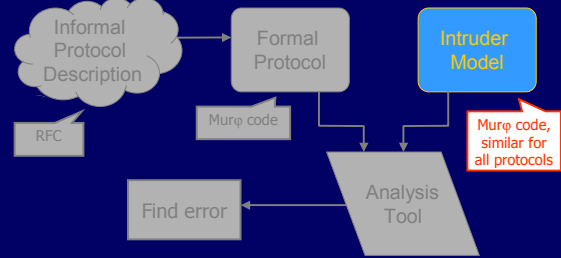 Informal
Protocol
Description
RFC
Formal
Protocol
Murφ code
Intruder
Model
Murφ code,
similar for
all protocols
Find error
Analysis
Tool